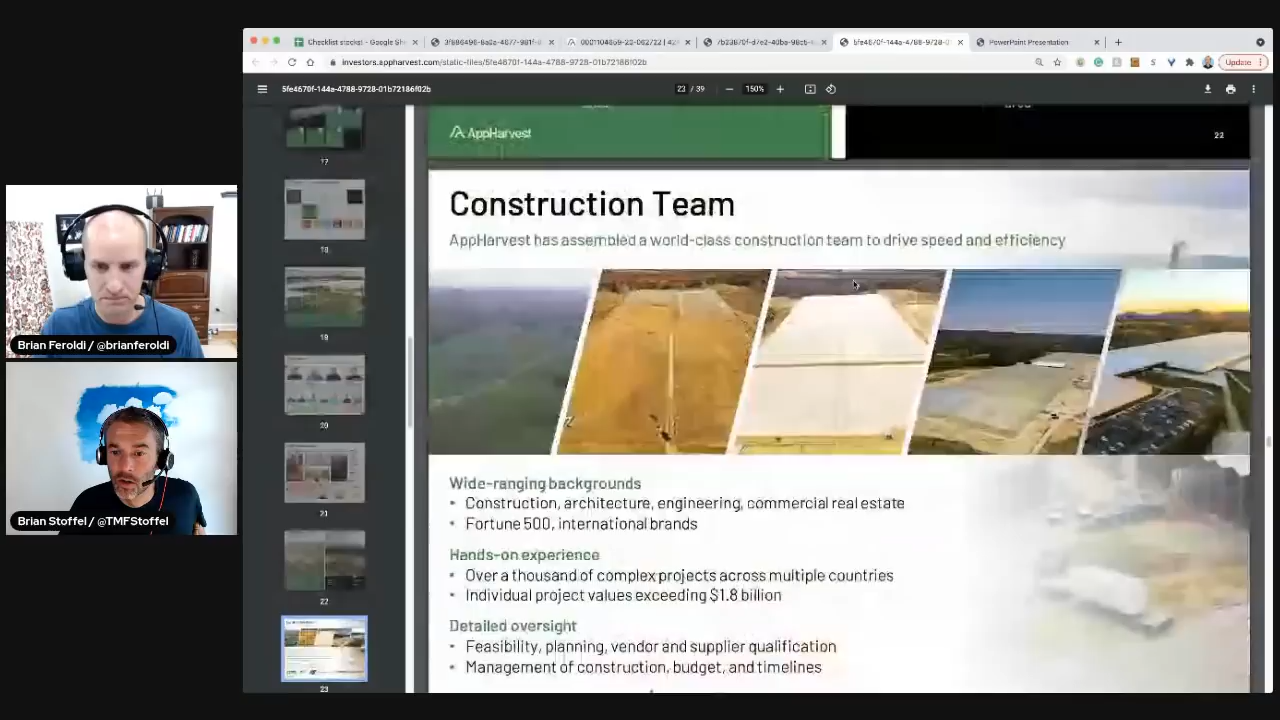 Checklist stocks! - Google Sh
PowerPoint Presentation
investors.appharvest.com/static-files/5fe4670f-144a-4788-9728-01b72186f02b
Update
5fe4670f-144a-4788-9728-01b72186f02b
23 / 39
150%
17
18
19
20
21
22
23
AppHarvest
22
Construction Team
AppHarvest has assembled a world-class construction team to drive speed and efficiency
Wide-ranging backgrounds
• Construction, architecture, engineering, commercial real estate
• Fortune 500, international brands
Hands-on experience
• Over a thousand of complex projects across multiple countries
• Individual project values exceeding $1.8 billion
Detailed oversight
• Feasibility, planning, vendor and supplier qualification
• Management of construction, budget, and timelines
Brian Feroldi / @brianferoldi
Brian Stoffel / @TMFStoffel